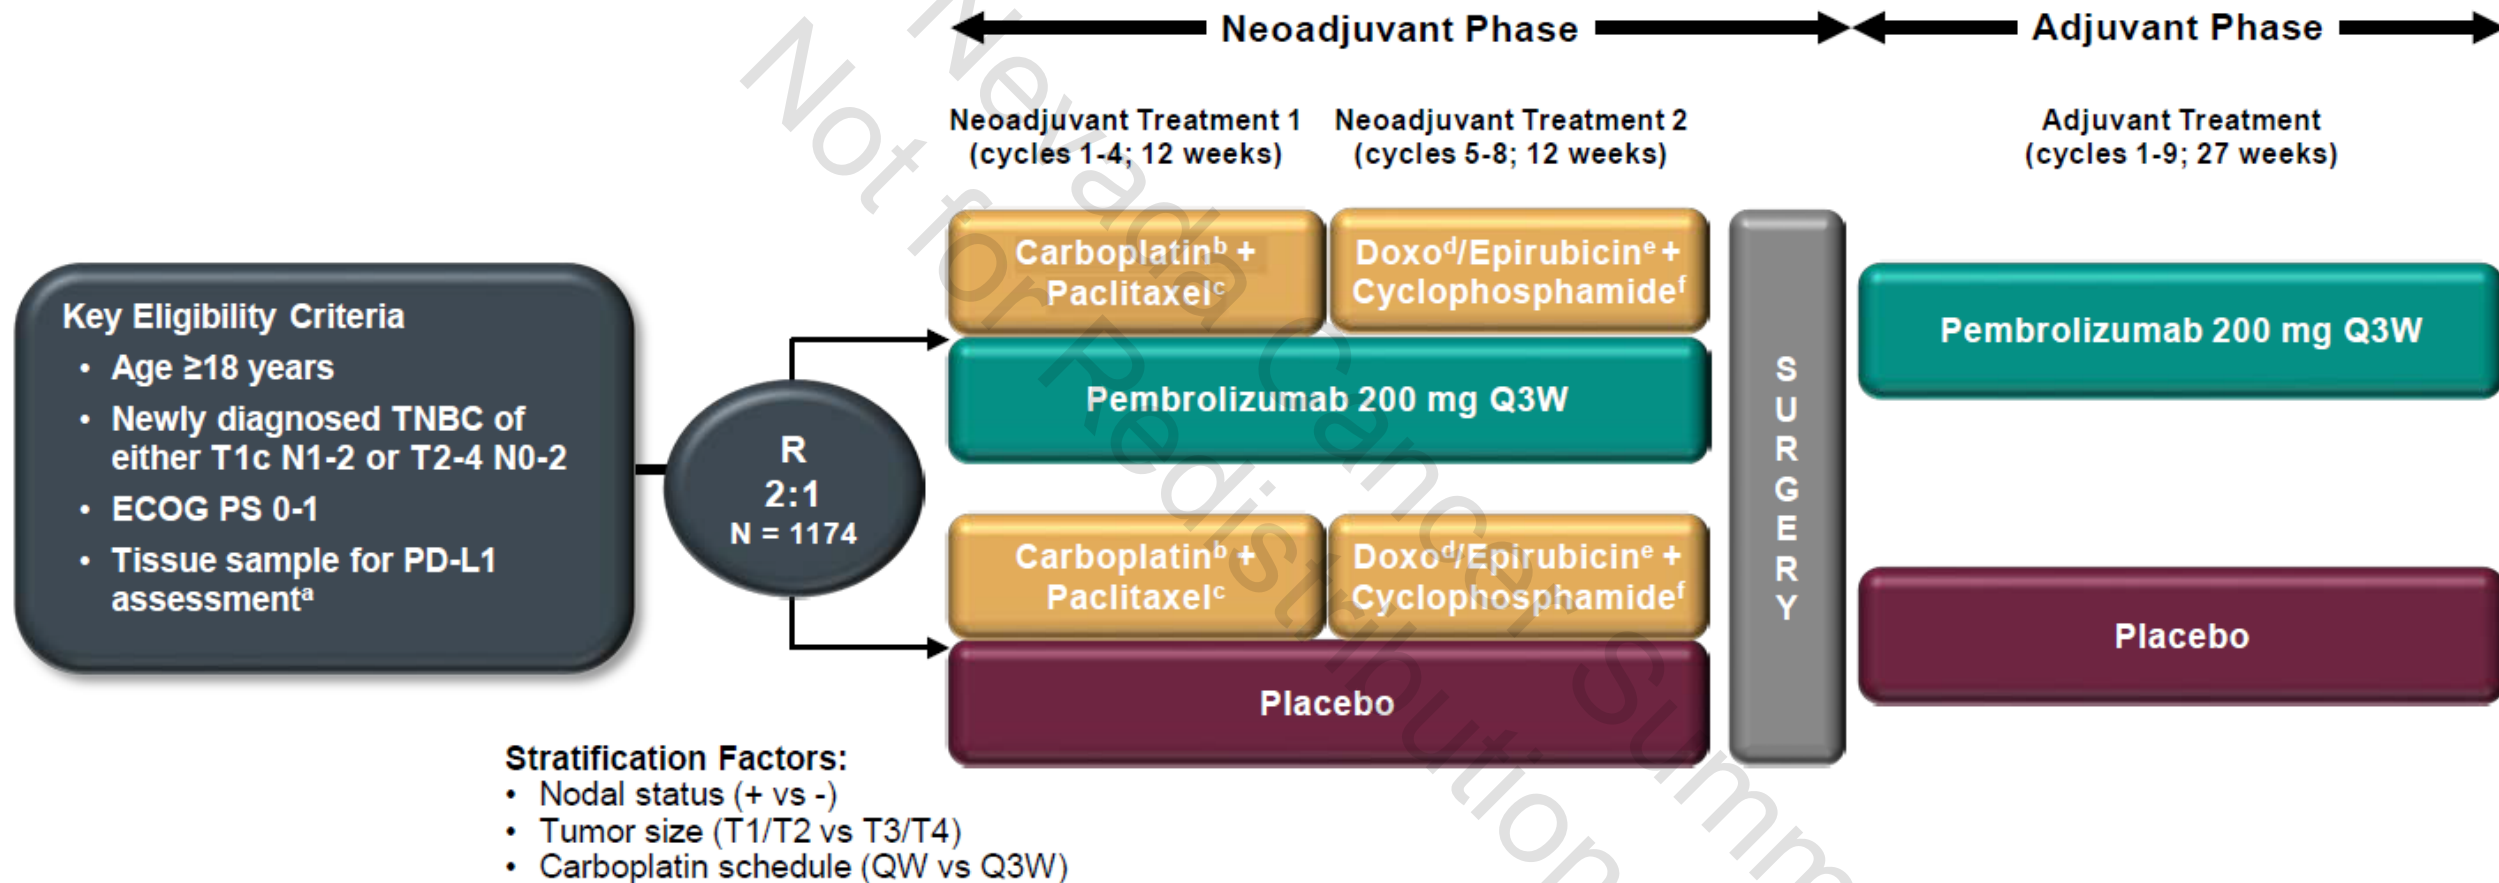 Neoadjuvant Phase
Adjuvant Phase
Neoadjuvant Treatment 1
(cycles 1-4; 12 weeks)
Neoadjuvant Treatment 2
(cycles 5-8; 12 weeks)
Adjuvant Treatment
(cycles 1-9; 27 weeks)
Key Eligibility Criteria
• Age ≥18 years
• Newly diagnosed TNBC of
either T1c N1-2 or T2-4 N0-2
• ECOG PS 0-1
• Tissue sample for PD-L1
assessmentᵃ
R
2:1
N = 1174
Carboplatinᵇ +
Paclitaxelᶜ
Doxoᵈ/Epirubicinᵉ +
Cyclophosphamideᶠ
Pembrolizumab 200 mg Q3W
Carboplatinᵇ +
Paclitaxelᶜ
Doxoᵈ/Epirubicinᵉ +
Cyclophosphamideᶠ
Placebo
SURGERY
Pembrolizumab 200 mg Q3W
Placebo
Stratification Factors:
• Nodal status (+ vs -)
• Tumor size (T1/T2 vs T3/T4)
• Carboplatin schedule (QW vs Q3W)
Nevada Cancer
Not for Redistribution